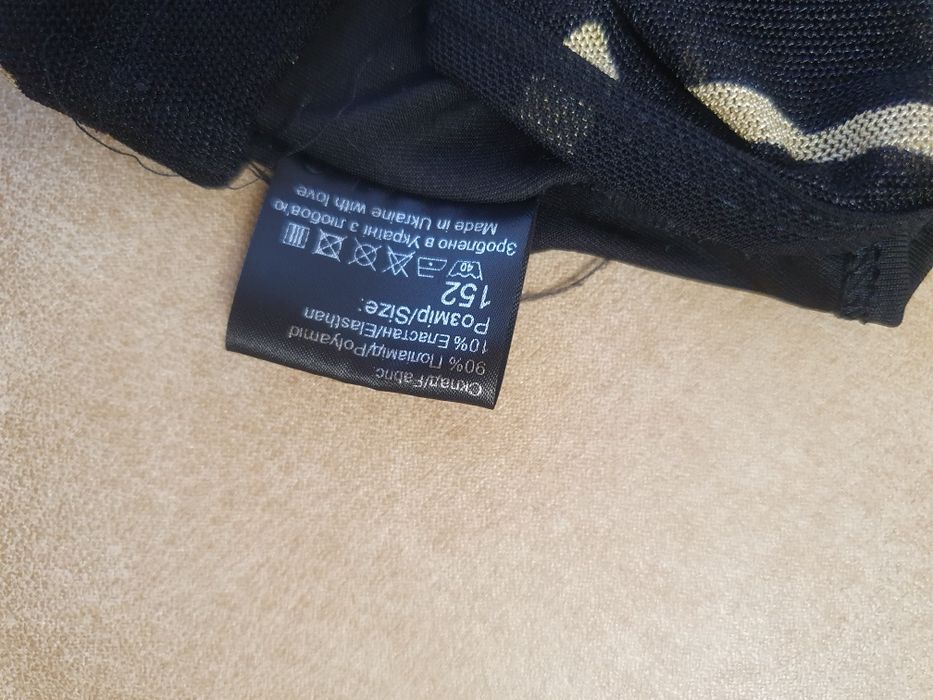 Склад/Fabric
90% Поліамід/Polyamid
10% Еластан/Elasthan
Розмір/Size:
152
40
Зроблено в Україні з любов'ю
Made in Ukraine with love